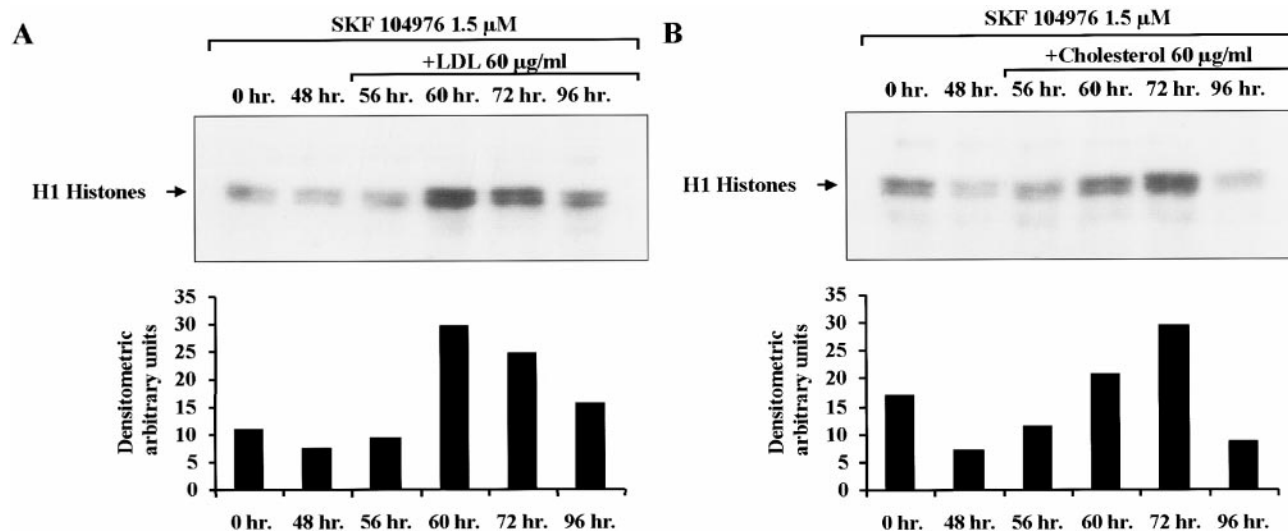 A
SKF 104976 1.5 µM
+LDL 60 µg/ml
0 hr. 48 hr. 56 hr. 60 hr. 72 hr. 96 hr.
H1 Histones
Densitometric
arbitrary units
35
30
25
20
15
10
5
0
0 hr. 48 hr. 56 hr. 60 hr. 72 hr. 96 hr.
B
SKF 104976 1.5 µM
+Cholesterol 60 µg/ml
0 hr. 48 hr. 56 hr. 60 hr. 72 hr. 96 hr.
H1 Histones
Densitometric
arbitrary units
35
30
25
20
15
10
5
0
0 hr. 48 hr. 56 hr. 60 hr. 72 hr. 96 hr.